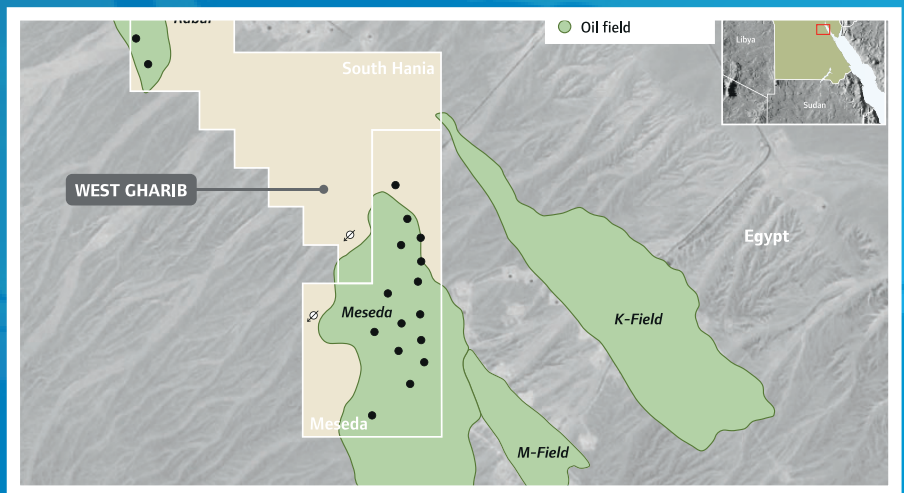 Oil field
Libya
Sudan
South Hania
WEST GHARIB
Egypt
Meseda
K-Field
Meseda
M-Field